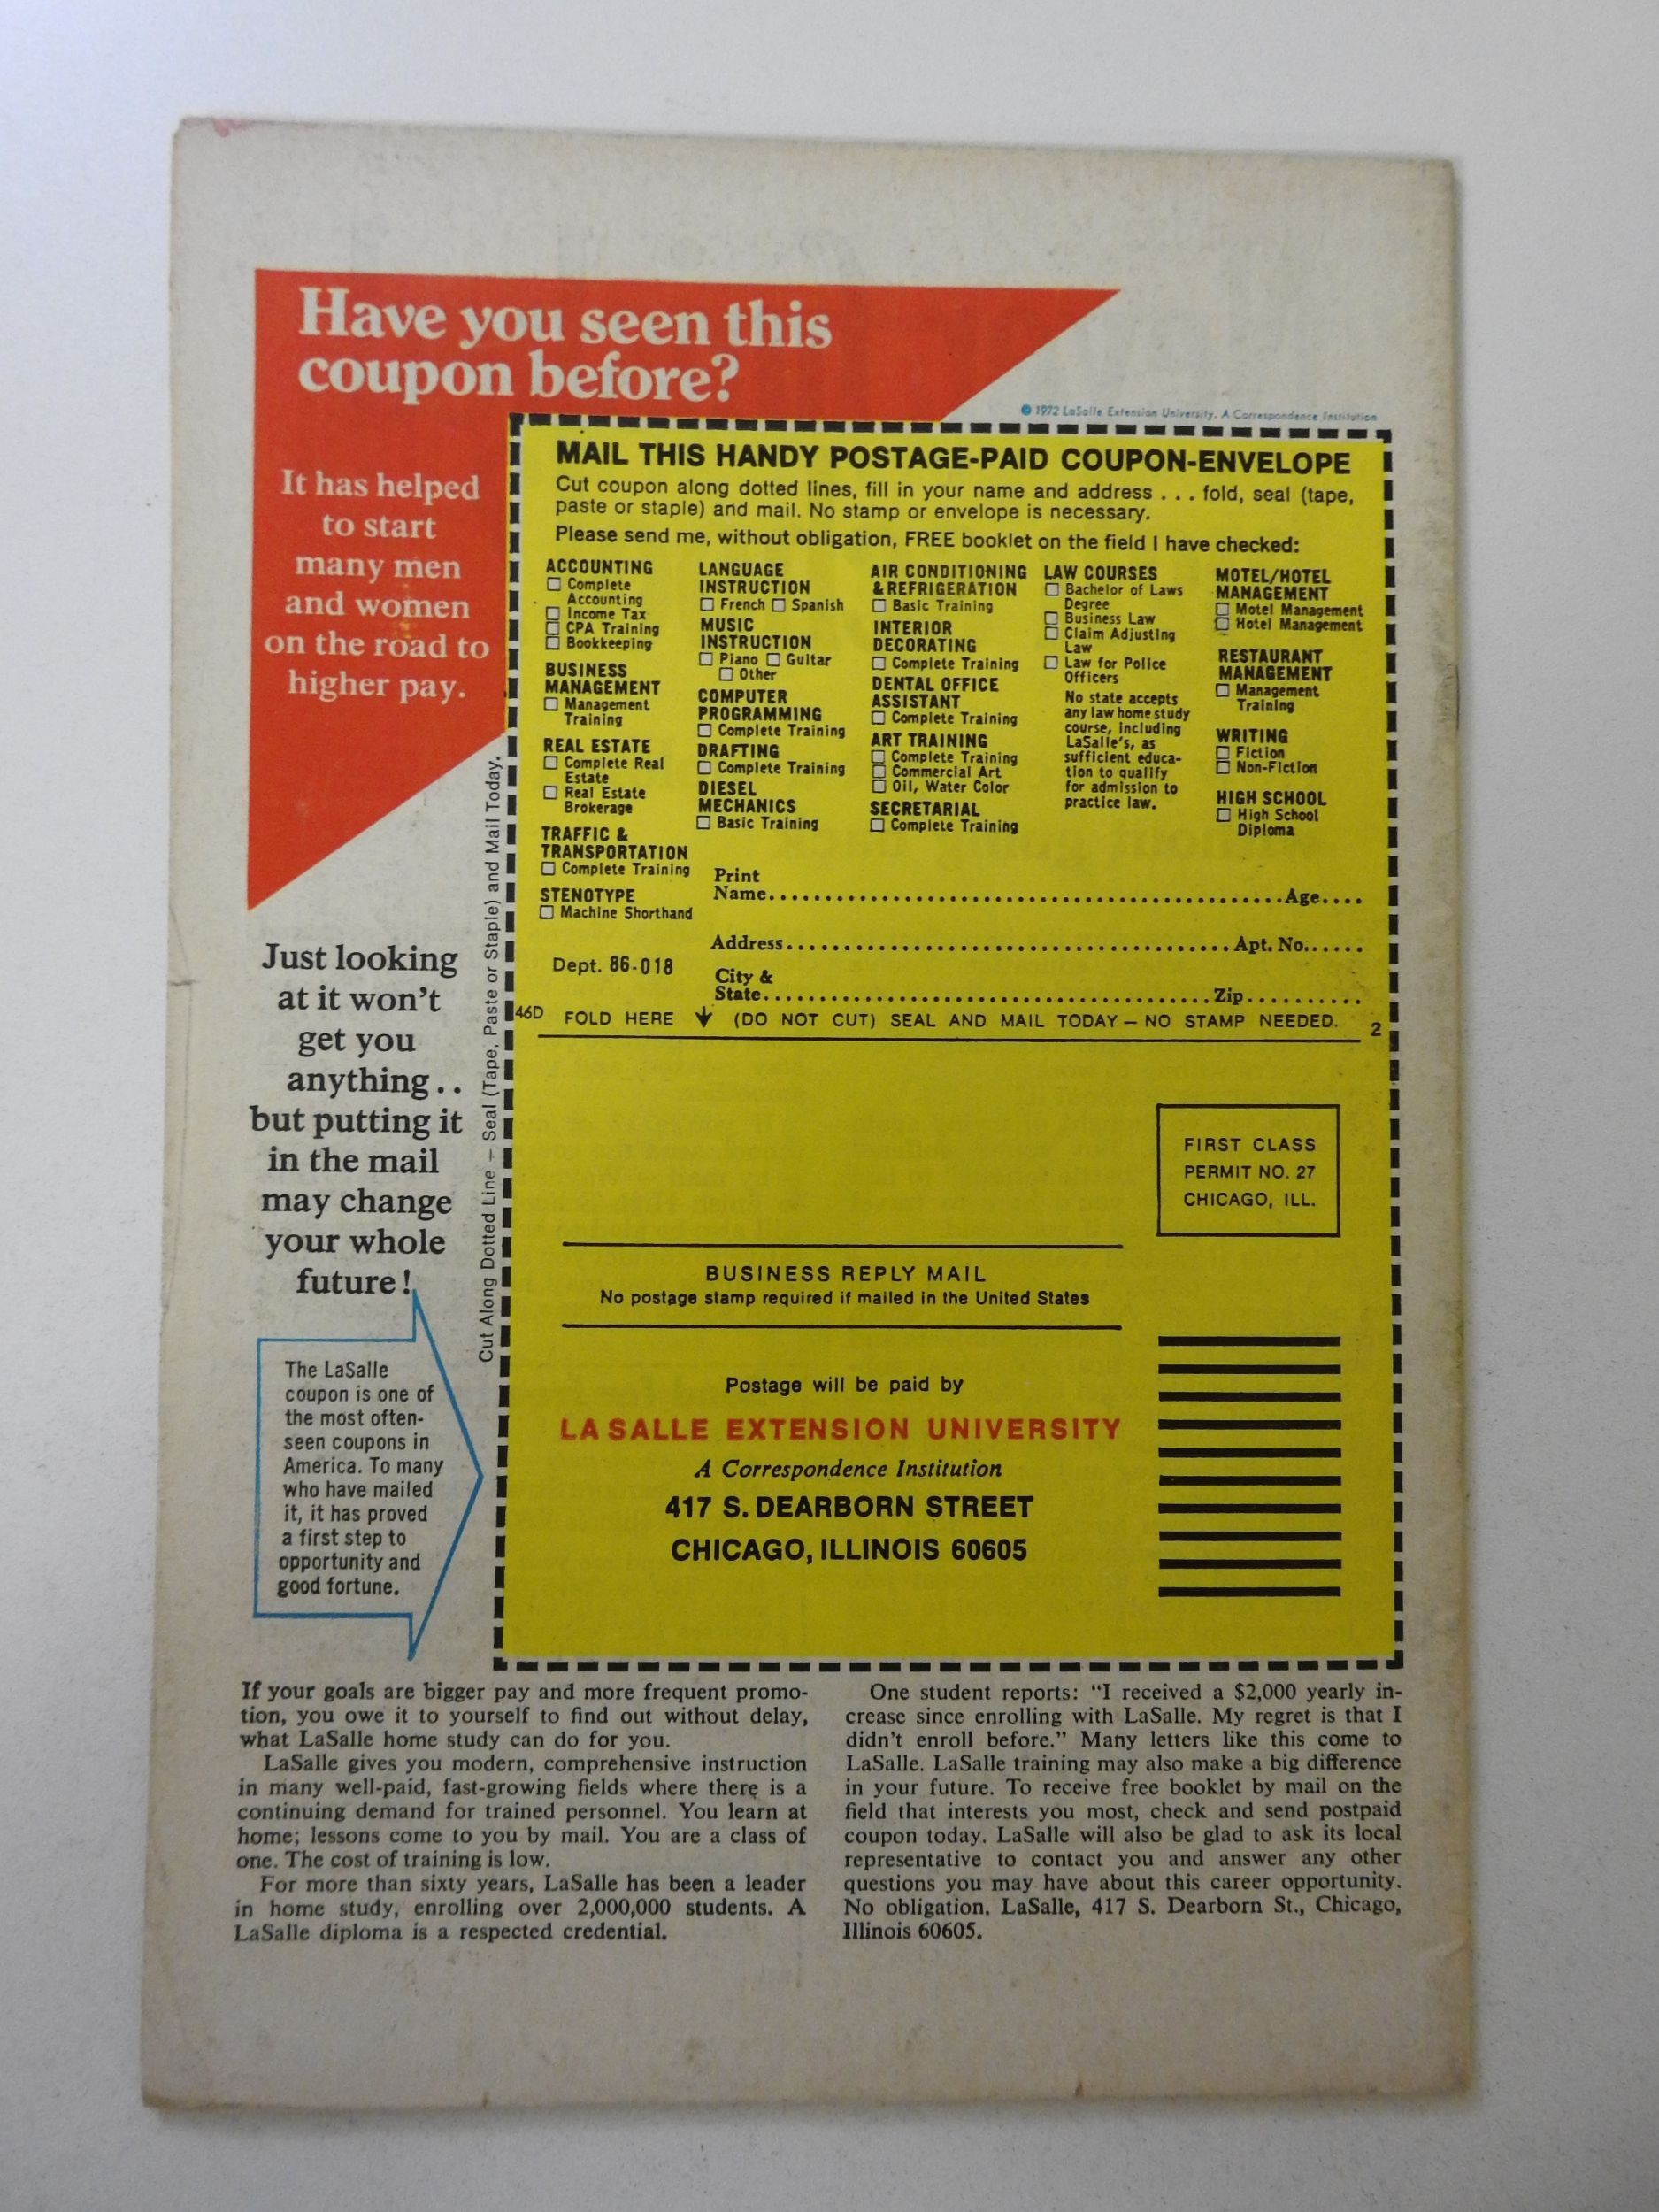 Have you seen this
coupon before?
It has helped
to start
many men
and women
on the road to
higher pay.
© 1972 LaSalle Extension University. A Correspondence Institution
MAIL THIS HANDY POSTAGE-PAID COUPON-ENVELOPE
Cut coupon along dotted lines, fill in your name and address . . . fold, seal (tape,
paste or staple) and mail. No stamp or envelope is necessary.
Please send me, without obligation, FREE booklet on the field I have checked:
ACCOUNTING
Complete
Accounting
Income Tax
CPA Training
Bookkeeping
BUSINESS
MANAGEMENT
Management
Training
REAL ESTATE
Complete Real
Estate
Real Estate
Brokerage
TRAFFIC &
TRANSPORTATION
Complete Training
STENOTYPE
Machine Shorthand
LANGUAGE
INSTRUCTION
French Spanish
MUSIC
INSTRUCTION
Piano Guitar
Other
COMPUTER
PROGRAMMING
Complete Training
DRAFTING
Complete Training
DIESEL
MECHANICS
Basic Training
AIR CONDITIONING
& REFRIGERATION
Basic Training
INTERIOR
DECORATING
Complete Training
DENTAL OFFICE
ASSISTANT
Complete Training
ART TRAINING
Complete Training
Commercial Art
Oil, Water Color
SECRETARIAL
Complete Training
LAW COURSES
Bachelor of Laws
Degree
Business Law
Claim Adjusting
Law
Law for Police
Officers
No state accepts
any law home study
course, including
LaSalle's, as
sufficient educa-
tion to qualify
for admission to
practice law.
MOTEL/HOTEL
MANAGEMENT
Motel Management
Hotel Management
RESTAURANT
MANAGEMENT
Management
Training
WRITING
Fiction
Non-Fiction
HIGH SCHOOL
High School
Diploma
Print
Name.....Age....
Address.....Apt. No......
Dept. 86-018
City &
State.....Zip..........
46D FOLD HERE ↓ (DO NOT CUT) SEAL AND MAIL TODAY — NO STAMP NEEDED. 2
Cut Along Dotted Line — Seal (Tape, Paste or Staple) and Mail Today.
Just looking
at it won't
get you
anything..
but putting it
in the mail
may change
your whole
future!
The LaSalle
coupon is one of
the most often-
seen coupons in
America. To many
who have mailed
it, it has proved
a first step to
opportunity and
good fortune.
FIRST CLASS
PERMIT NO. 27
CHICAGO, ILL.
BUSINESS REPLY MAIL
No postage stamp required if mailed in the United States
Postage will be paid by
LA SALLE EXTENSION UNIVERSITY
A Correspondence Institution
417 S. DEARBORN STREET
CHICAGO, ILLINOIS 60605
If your goals are bigger pay and more frequent promo-
tion, you owe it to yourself to find out without delay,
what LaSalle home study can do for you.
LaSalle gives you modern, comprehensive instruction
in many well-paid, fast-growing fields where there is a
continuing demand for trained personnel. You learn at
home; lessons come to you by mail. You are a class of
one. The cost of training is low.
For more than sixty years, LaSalle has been a leader
in home study, enrolling over 2,000,000 students. A
LaSalle diploma is a respected credential.
One student reports: "I received a $2,000 yearly in-
crease since enrolling with LaSalle. My regret is that I
didn't enroll before." Many letters like this come to
LaSalle. LaSalle training may also make a big difference
in your future. To receive free booklet by mail on the
field that interests you most, check and send postpaid
coupon today. LaSalle will also be glad to ask its local
representative to contact you and answer any other
questions you may have about this career opportunity.
No obligation. LaSalle, 417 S. Dearborn St., Chicago,
Illinois 60605.